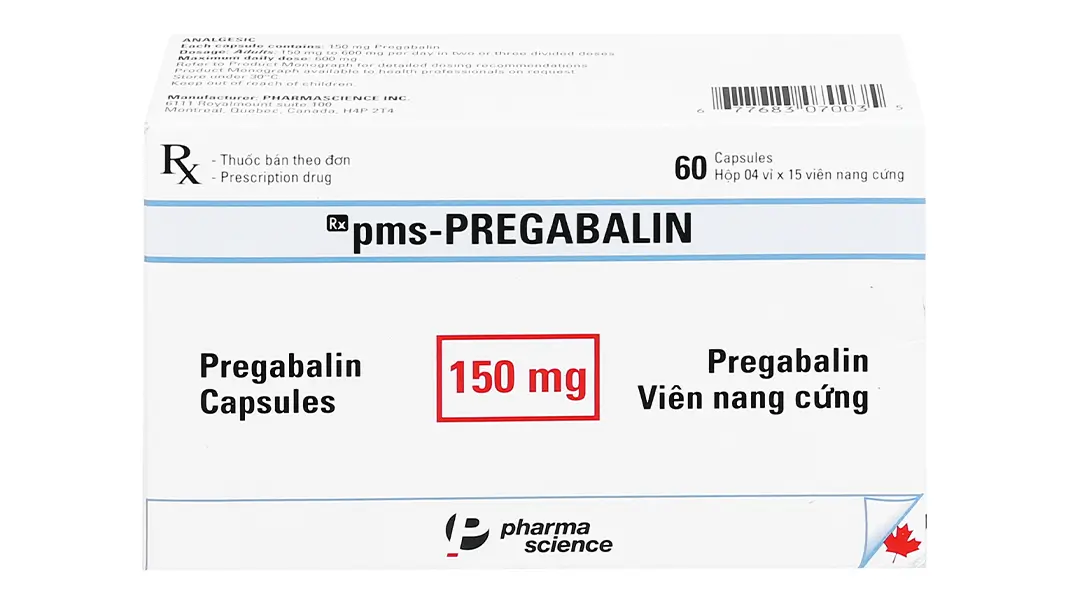 ANALGESIC
Each capsule contains: 150 mg Pregabalin
Dosage: Adults: 150 mg to 600 mg per day in two or three divided doses
Maximum daily dose: 600 mg
Refer to Product Monograph for detailed dosing recommendations
Product Monograph available to health professionals on request
Store under 30°C
Keep out of reach of children.
Manufacturer: PHARMASCIENCE INC.
6111 Royalmount suite 100
Montreal, Quebec, Canada, H4P 2T4
6 77683 07003 5
Rx
- Thuốc bán theo đơn
- Prescription drug
60 Capsules
Hộp 04 vỉ x 15 viên nang cứng
Rx pms-PREGABALIN
Pregabalin
Capsules
150 mg
Pregabalin
Viên nang cứng
pharma
science